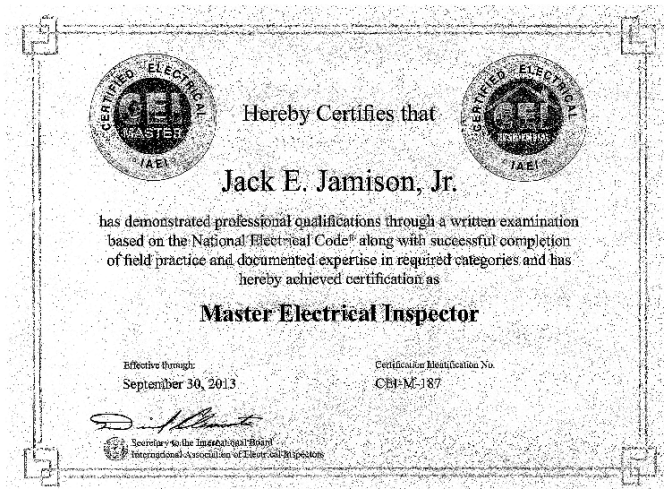 CERTIFIED ELECTRICAL
CEI
MASTER
IAEI
CERTIFIED ELECTRICAL
CEI
RESIDENTIAL
IAEI
Hereby Certifies that
Jack E. Jamison, Jr.
has demonstrated professional qualifications through a written examination
based on the National Electrical Code® along with successful completion
of field practice and documented expertise in required categories and has
hereby achieved certification as
Master Electrical Inspector
Effective through:
Certification Identification No.
September 30, 2013
CEI-M-187
Secretary to the International Board
International Association of Electrical Inspectors